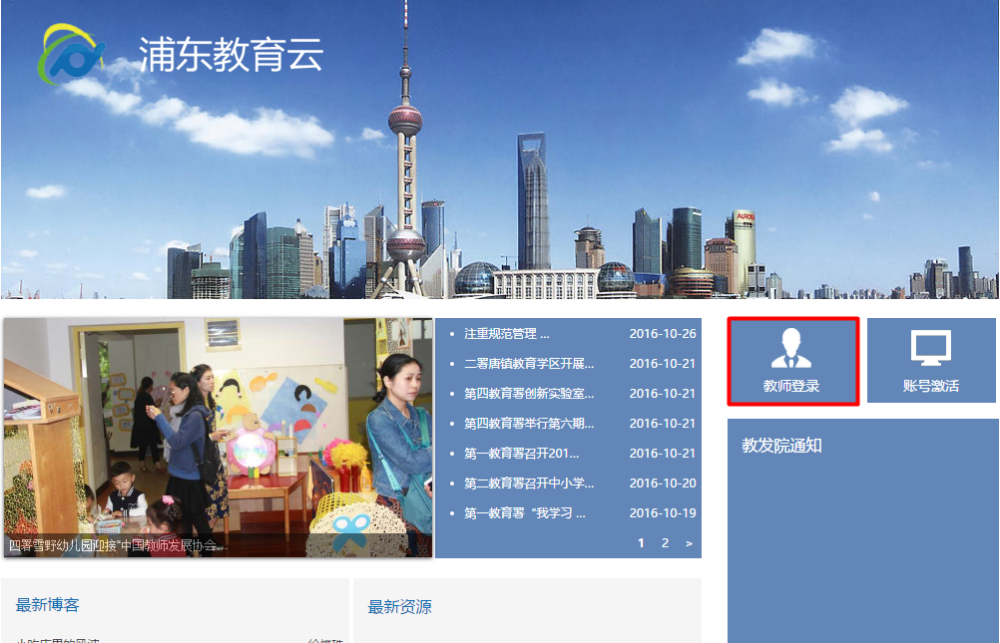 浦东教育云
AURORA
注重规范管理 ... 2016-10-26
二署唐镇教育学区开展... 2016-10-21
第四教育署创新实验室... 2016-10-21
第四教育署举行第六期... 2016-10-21
第一教育署召开201... 2016-10-21
第二教育署召开中小学... 2016-10-20
第一教育署“我学习 ... 2016-10-19
1 2 >
四署雪野幼儿园迎接"中国教师发展协会...
教师登录
账号激活
教发院通知
最新博客
最新资源